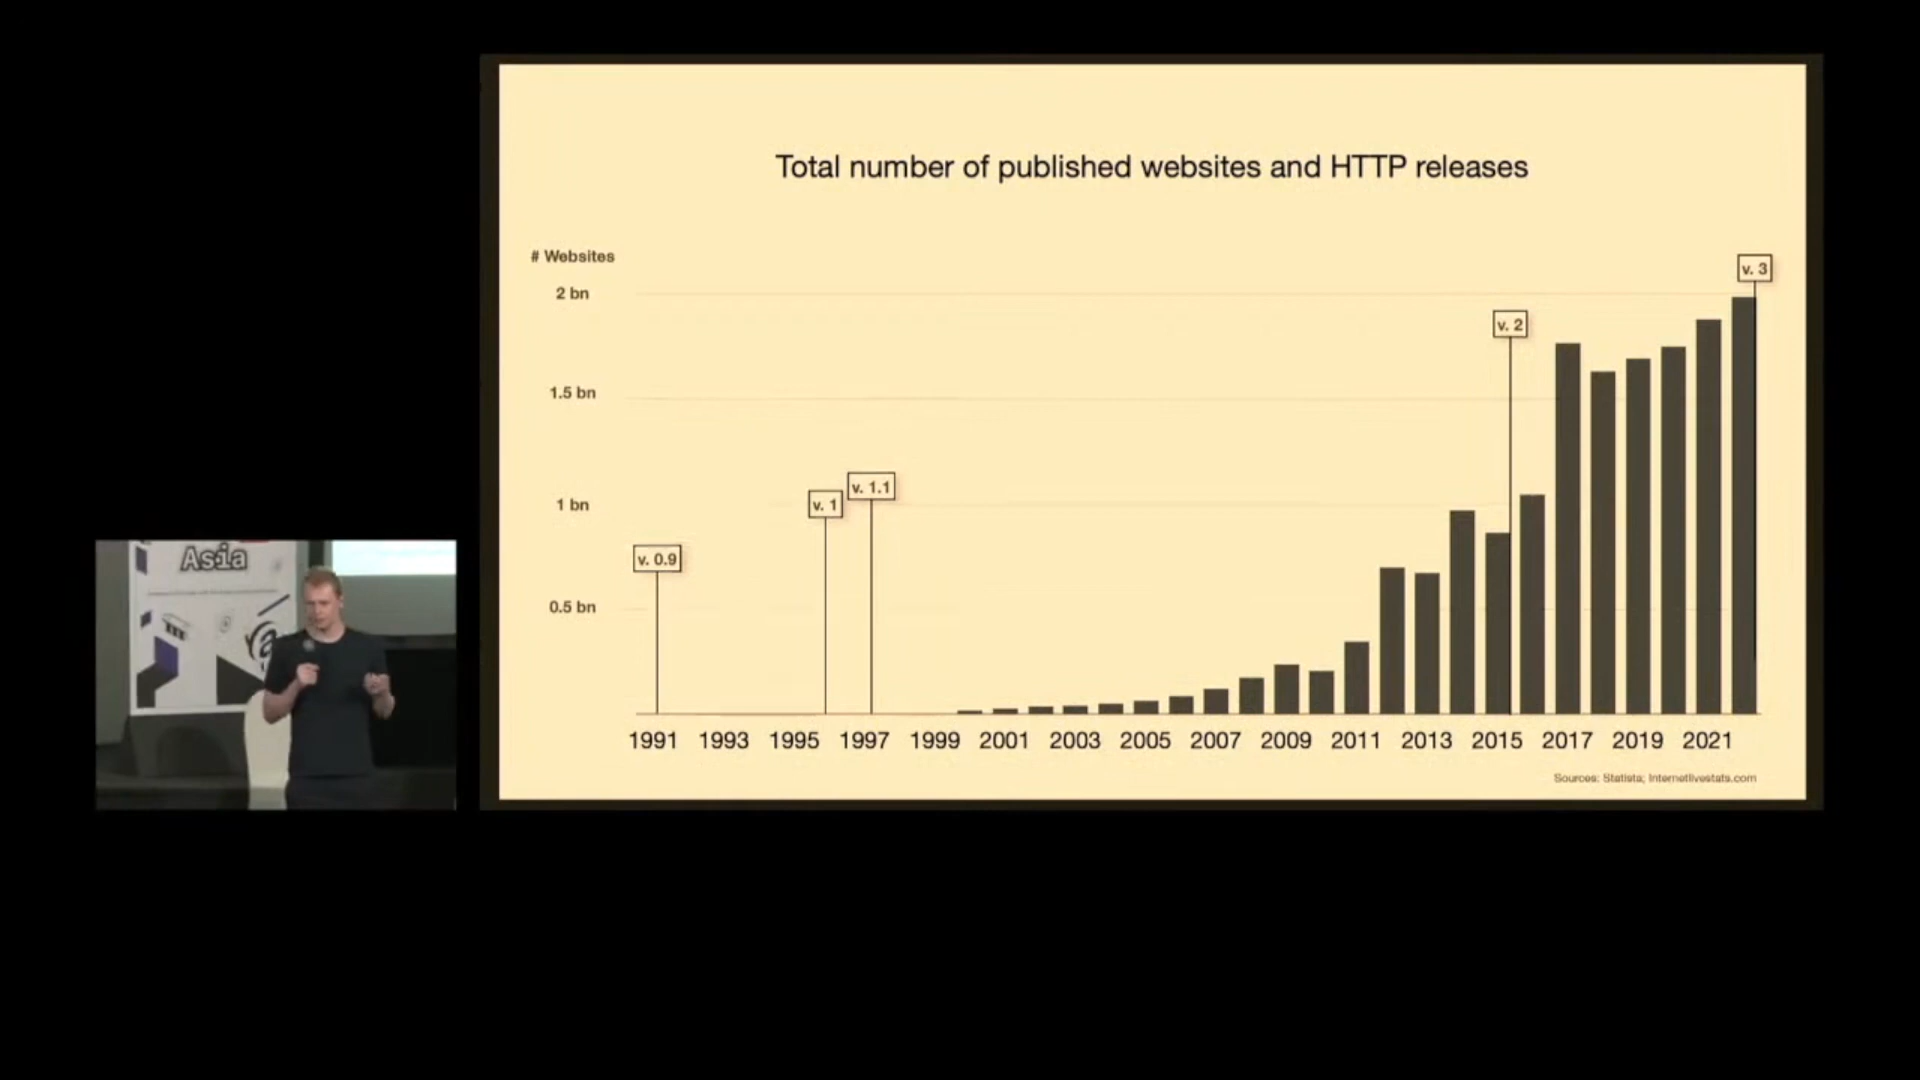 Total number of published websites and HTTP releases
# Websites
2 bn
1.5 bn
1 bn
0.5 bn
v. 0.9
v. 1
v. 1.1
v. 2
v. 3
1991 1993 1995 1997 1999 2001 2003 2005 2007 2009 2011 2013 2015 2017 2019 2021
Sources: Statista; Internetlivestats.com
Asia